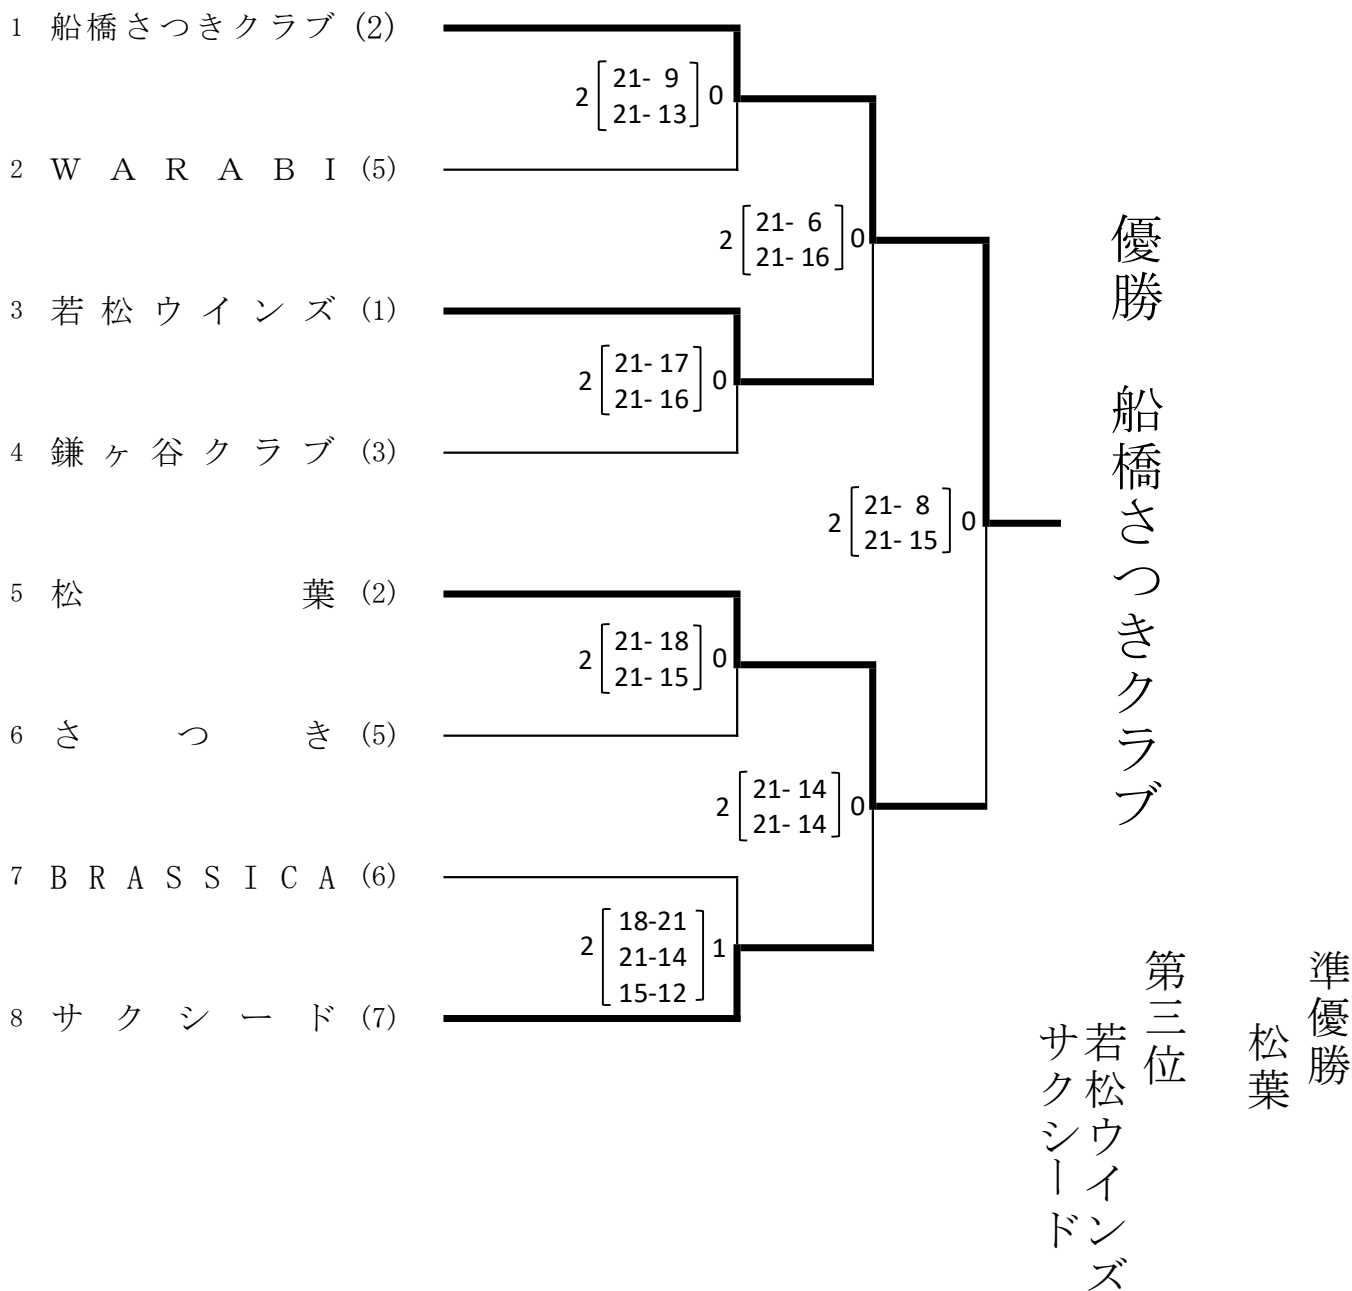 1 船橋さつきクラブ (2)
2 [21- 9 21- 13] 0
2 W A R A B I (5)
2 [21- 6 21- 16] 0
3 若松ウインズ (1)
2 [21- 17 21- 16] 0
4 鎌ヶ谷クラブ (3)
2 [21- 8 21- 15] 0
5 松葉 (2)
2 [21- 18 21- 15] 0
6 さつき (5)
2 [21- 14 21- 14] 0
7 B R A S S I C A (6)
2 [18-21 21-14 15-12] 1
8 サクシード (7)
優勝 船橋さつきクラブ
準優勝
松葉
第三位
若松ウインズ
サクシード